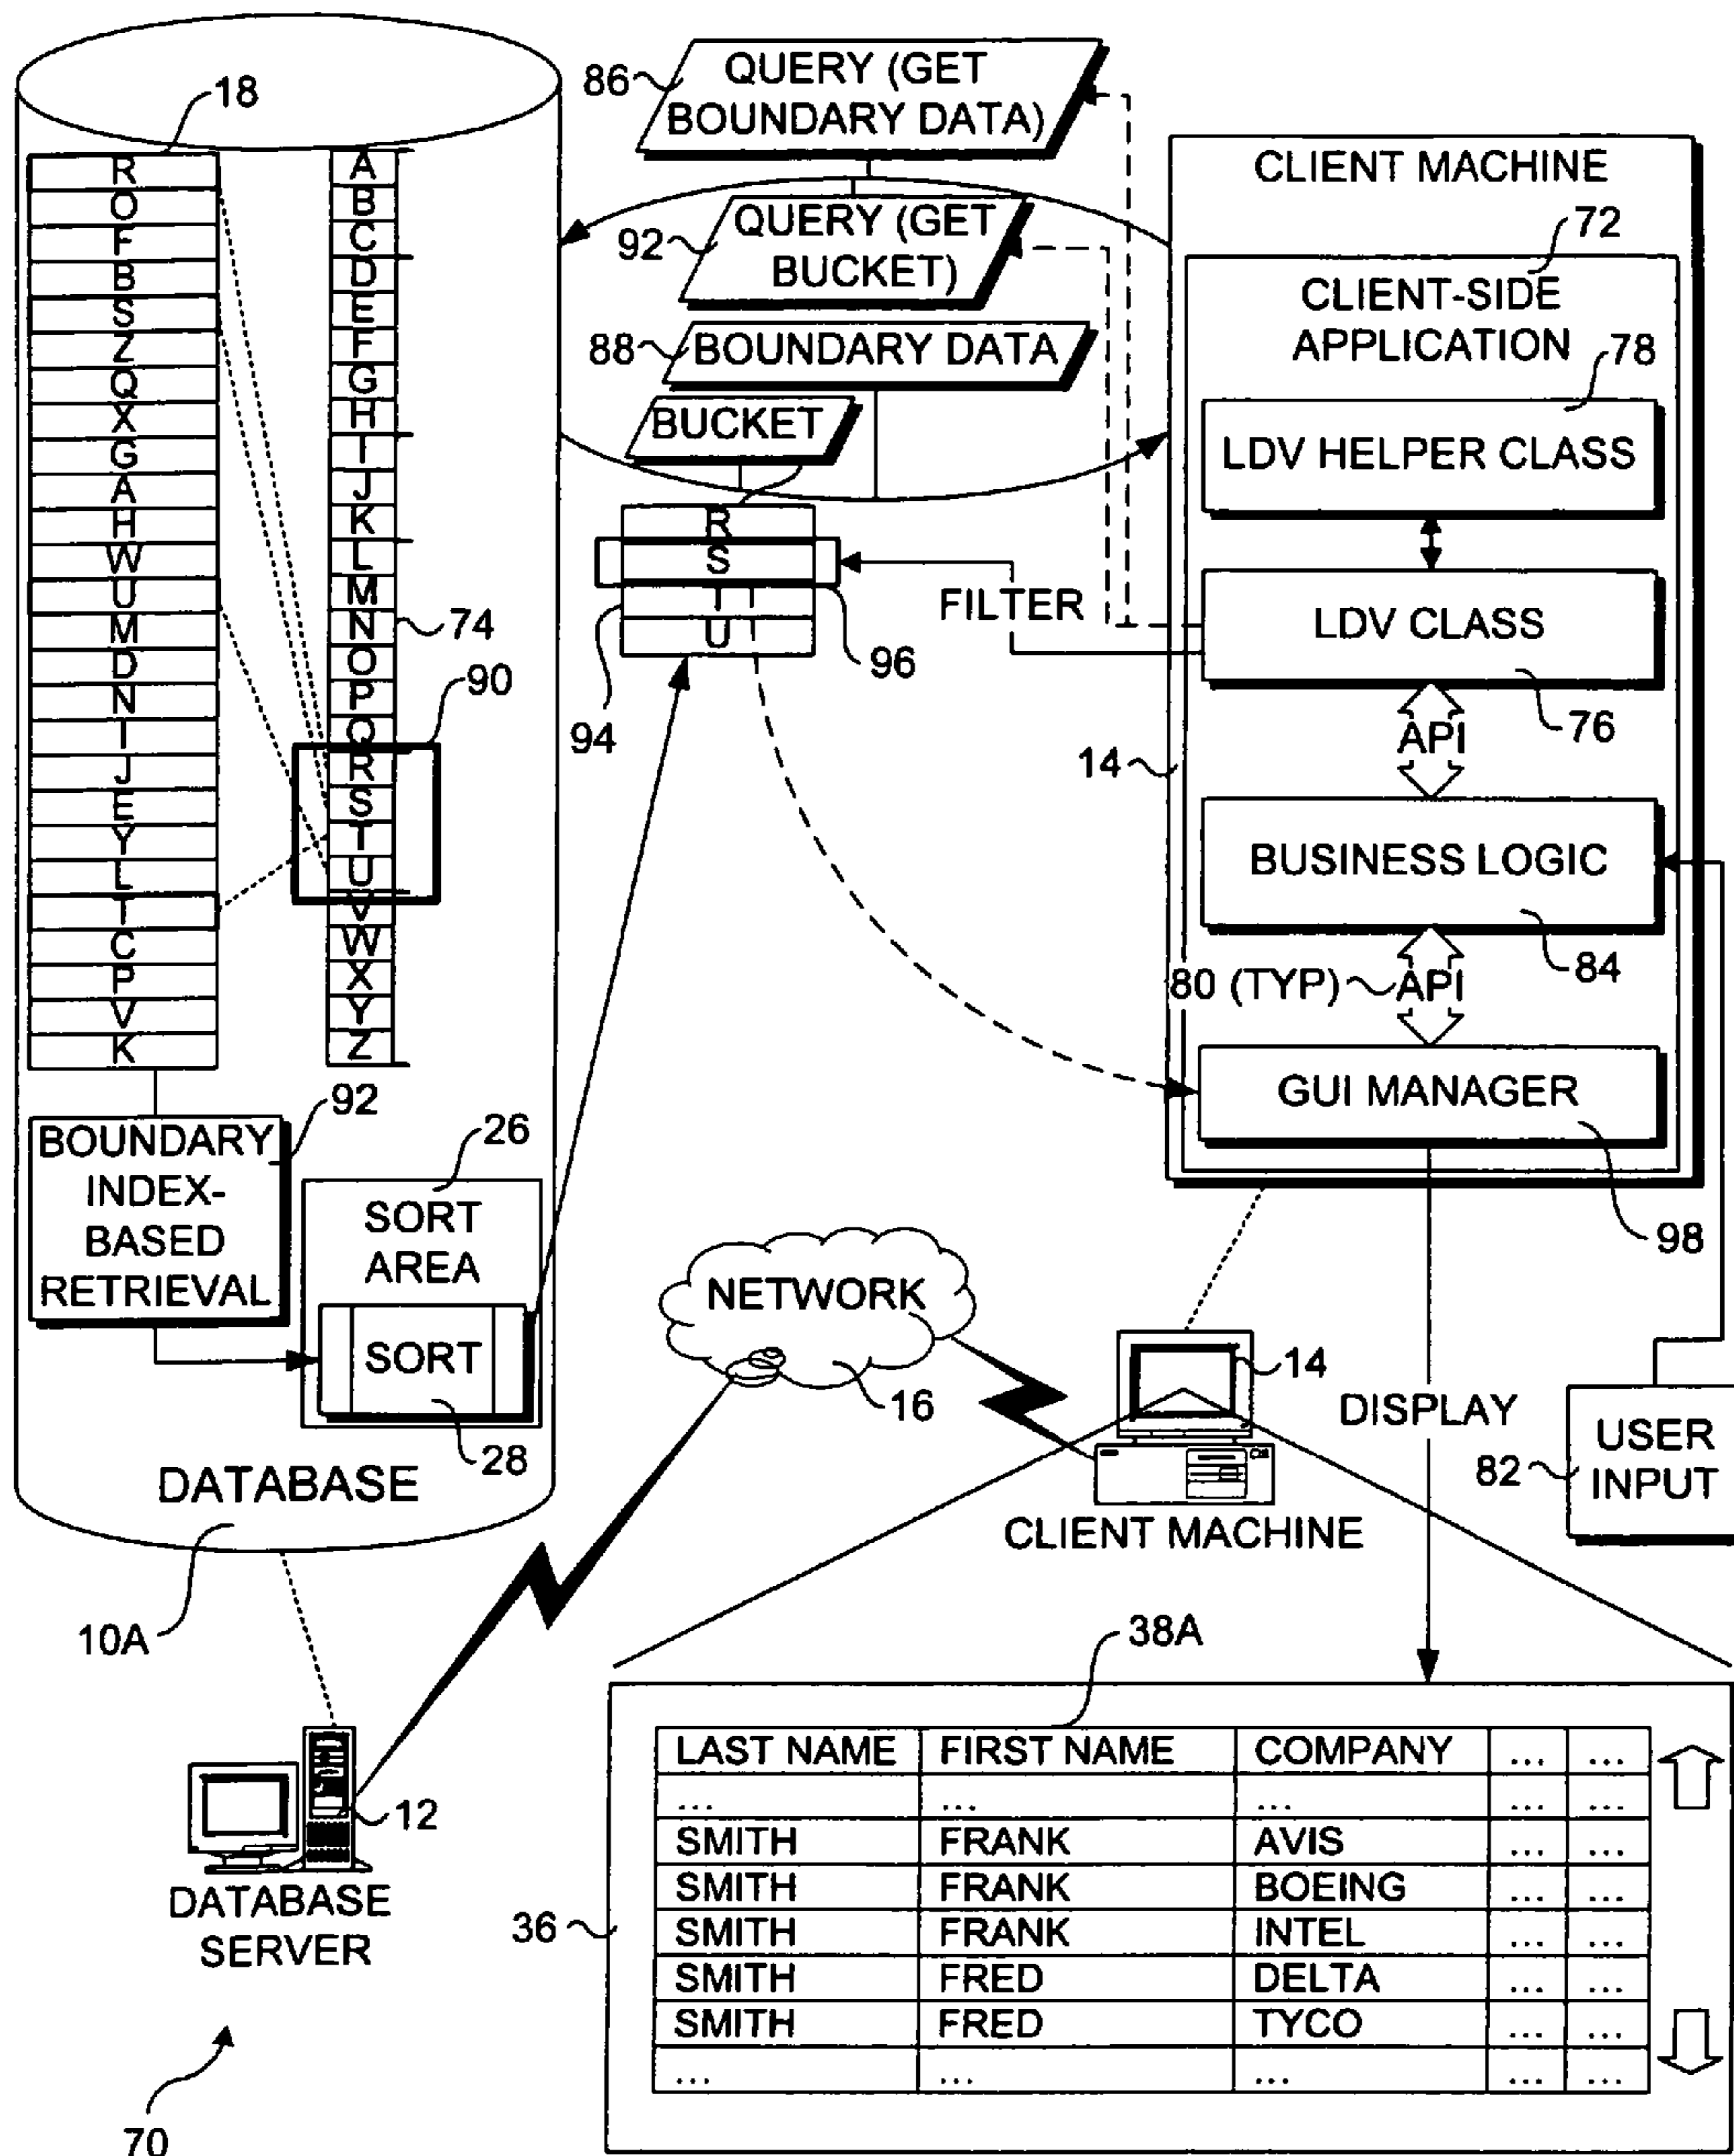 18
R
O
F
B
S
Z
Q
X
G
A
H
W
U
M
D
N
I
J
E
Y
L
T
C
P
V
K
A
B
C
D
E
F
G
H
I
J
K
L
M
N
O
P
Q
R
S
T
U
V
W
X
Y
Z
74
90
92
BOUNDARY
INDEX-
BASED
RETRIEVAL
26
SORT
AREA
SORT
28
DATABASE
10A
86
QUERY (GET
BOUNDARY DATA)
92
QUERY (GET
BUCKET)
88
BOUNDARY DATA
BUCKET
R
S
T
U
94
96
FILTER
CLIENT MACHINE
72
CLIENT-SIDE
APPLICATION
78
LDV HELPER CLASS
LDV CLASS
76
API
14
BUSINESS LOGIC
84
80 (TYP)
API
GUI MANAGER
98
NETWORK
16
14
CLIENT MACHINE
DISPLAY
82
USER
INPUT
12
DATABASE
SERVER
70
38A
36
LAST NAME FIRST NAME COMPANY ... ...
... ... ... ... ...
SMITH FRANK AVIS ... ...
SMITH FRANK BOEING ... ...
SMITH FRANK INTEL ... ...
SMITH FRED DELTA ... ...
SMITH FRED TYCO ... ...
... ... ... ... ...